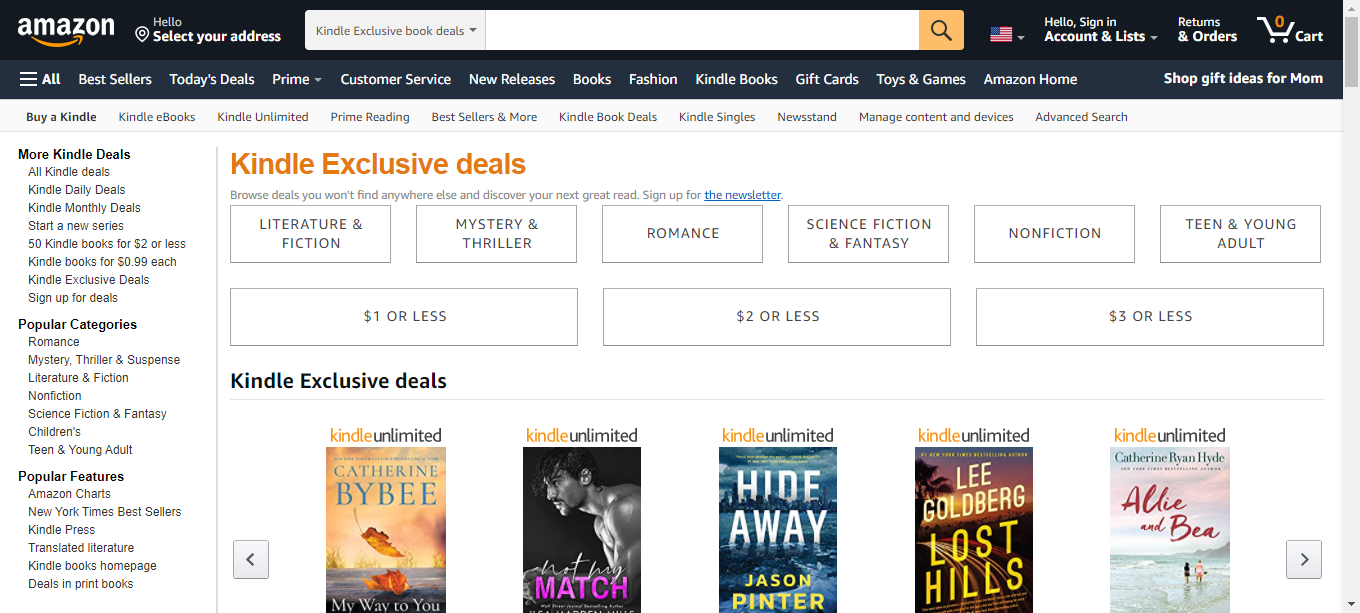 amazon
Hello
Select your address
Kindle Exclusive book deals
Hello, Sign in
Account & Lists
Returns
& Orders
0
Cart
All
Best Sellers
Today's Deals
Prime
Customer Service
New Releases
Books
Fashion
Kindle Books
Gift Cards
Toys & Games
Amazon Home
Shop gift ideas for Mom
Buy a Kindle
Kindle eBooks
Kindle Unlimited
Prime Reading
Best Sellers & More
Kindle Book Deals
Kindle Singles
Newsstand
Manage content and devices
Advanced Search
More Kindle Deals
All Kindle deals
Kindle Daily Deals
Kindle Monthly Deals
Start a new series
50 Kindle books for $2 or less
Kindle books for $0.99 each
Kindle Exclusive Deals
Sign up for deals
Popular Categories
Romance
Mystery, Thriller & Suspense
Literature & Fiction
Nonfiction
Science Fiction & Fantasy
Children's
Teen & Young Adult
Popular Features
Amazon Charts
New York Times Best Sellers
Kindle Press
Translated literature
Kindle books homepage
Deals in print books
Kindle Exclusive deals
Browse deals you won't find anywhere else and discover your next great read. Sign up for the newsletter.
LITERATURE &
FICTION
MYSTERY &
THRILLER
ROMANCE
SCIENCE FICTION
& FANTASY
NONFICTION
TEEN & YOUNG
ADULT
$1 OR LESS
$2 OR LESS
$3 OR LESS
Kindle Exclusive deals
kindleunlimited
CATHERINE
BYBEE
My Way to You
kindleunlimited
not my
MATCH
kindleunlimited
HIDE
AWAY
JASON
PINTER
kindleunlimited
#1 NEW YORK TIMES BESTSELLING AUTHOR
LEE
GOLDBERG
LOST
HILLS
kindleunlimited
Catherine Ryan Hyde
NEW YORK TIMES BESTSELLING AUTHOR
Allie
and Bea